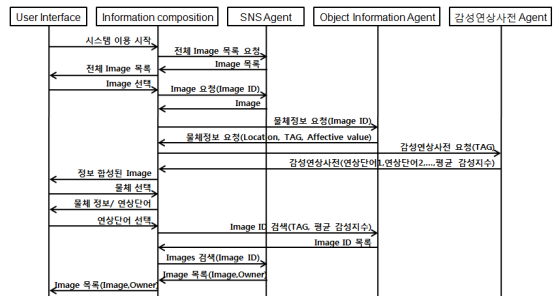 User Interface
Information composition
SNS Agent
Object Information Agent
감성연상사전 Agent
시스템 이용 시작
전체 Image 목록 요청
Image 목록
전체 Image 목록
Image 선택
Image 요청(Image ID)
Image
물체정보 요청(Image ID)
물체정보 요청(Location, TAG, Affective value)
감성연상사전 요청(TAG)
감성연상사전(연상단어1,연상단어2,...,평균 감성지수)
정보 합성된 Image
물체 선택
물체 정보/ 연상단어
연상단어 선택
Image ID 검색(TAG, 평균 감성지수)
Image ID 목록
Images 검색(Image ID)
Image 목록(Image,Owner)
Image 목록(Image,Owner)